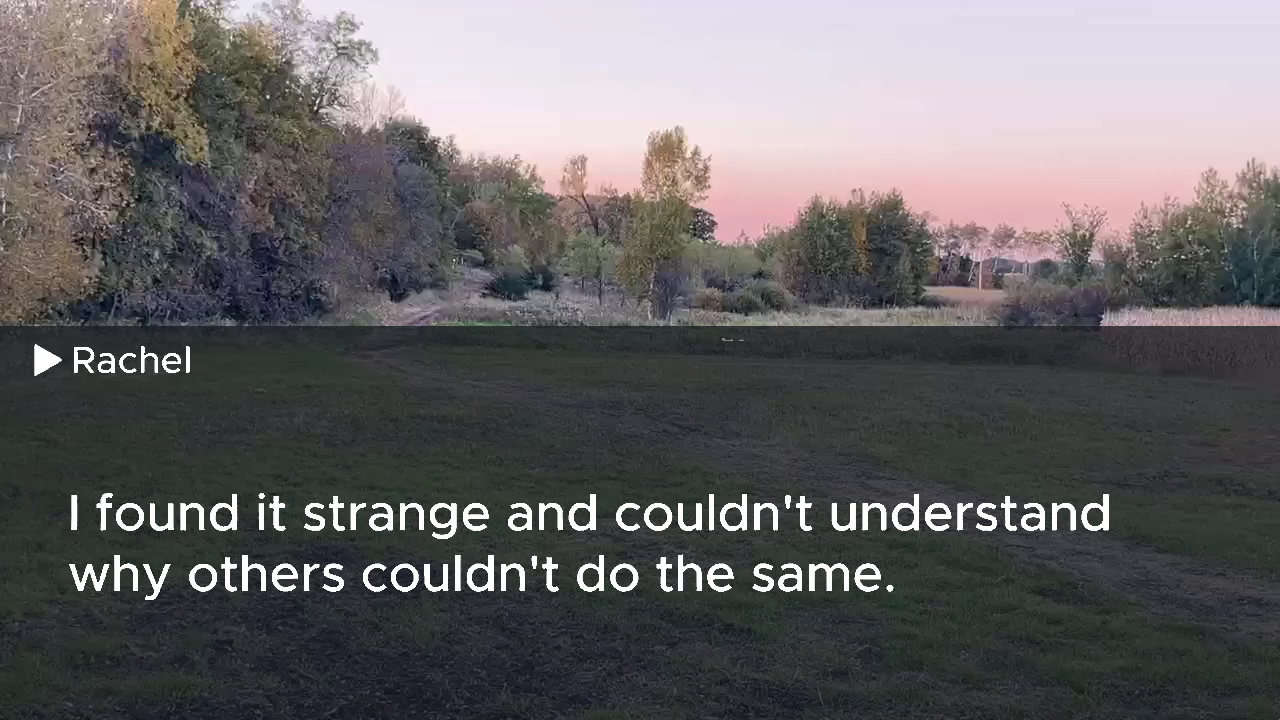 Rachel
I found it strange and couldn't understand
why others couldn't do the same.